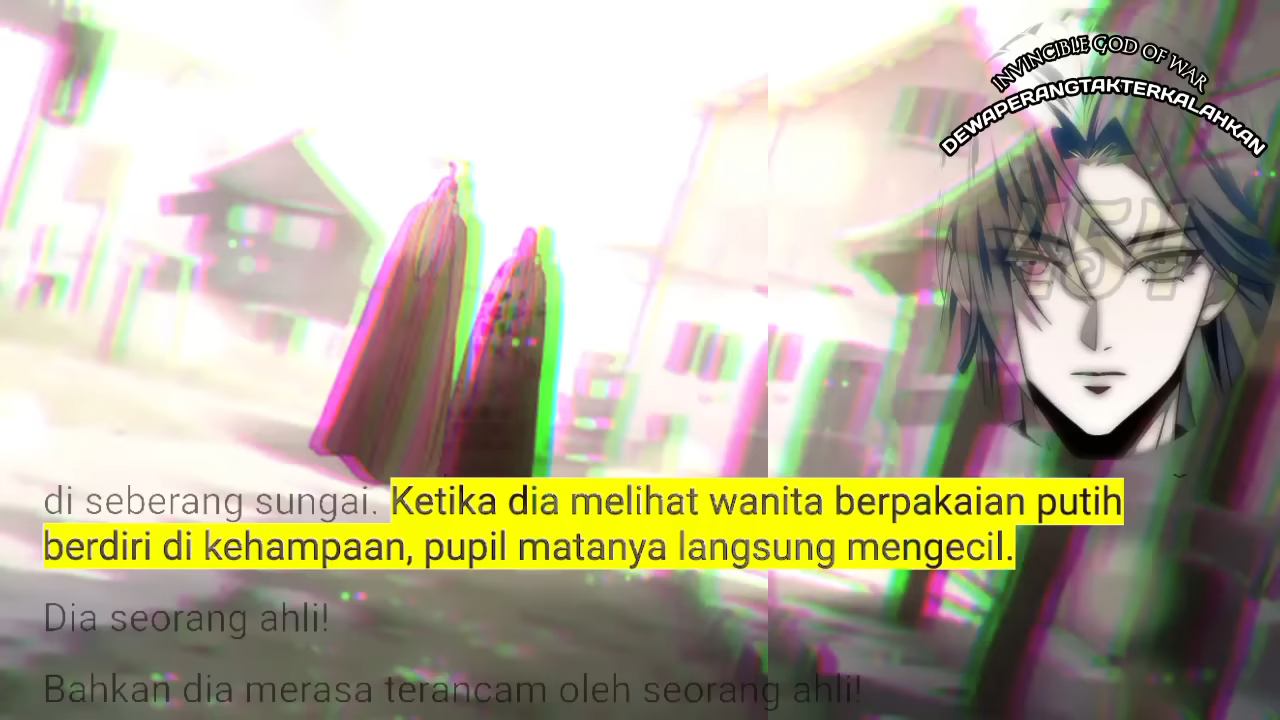 INVINCIBLE GOD OF WAR
DEWAPERANGTAKTERKALAHKAN
di seberang sungai. Ketika dia melihat wanita berpakaian putih
berdiri di kehampaan, pupil matanya langsung mengecil.
Dia seorang ahli!
Bahkan dia merasa terancam oleh seorang ahli!